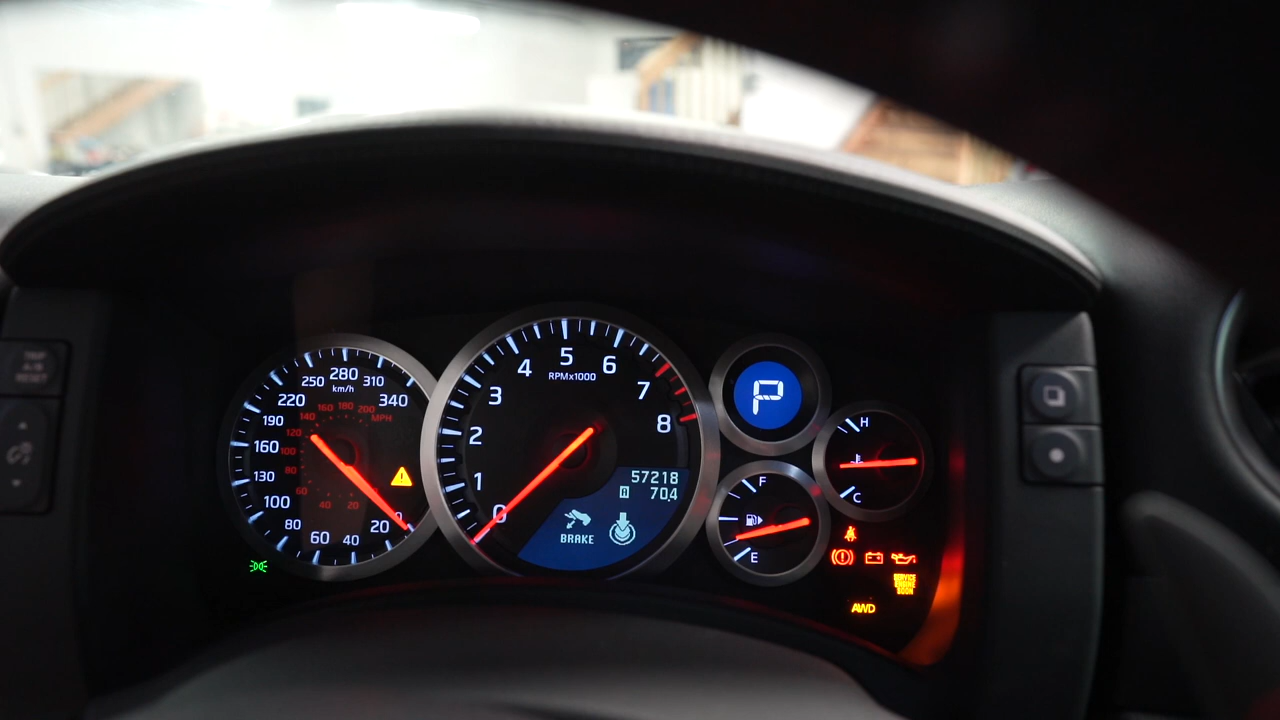 TRIP
A/B
RESET
280
250
310
km/h
220
340
160
180
140
200
190
MPH
120
160
100
130
80
60
100
40
20
80
20
0
60
40
5
4
6
RPMx1000
3
7
2
8
1
0
57218
A 70.4
BRAKE
P
H
C
F
E
SERVICE
ENGINE
SOON
AWD